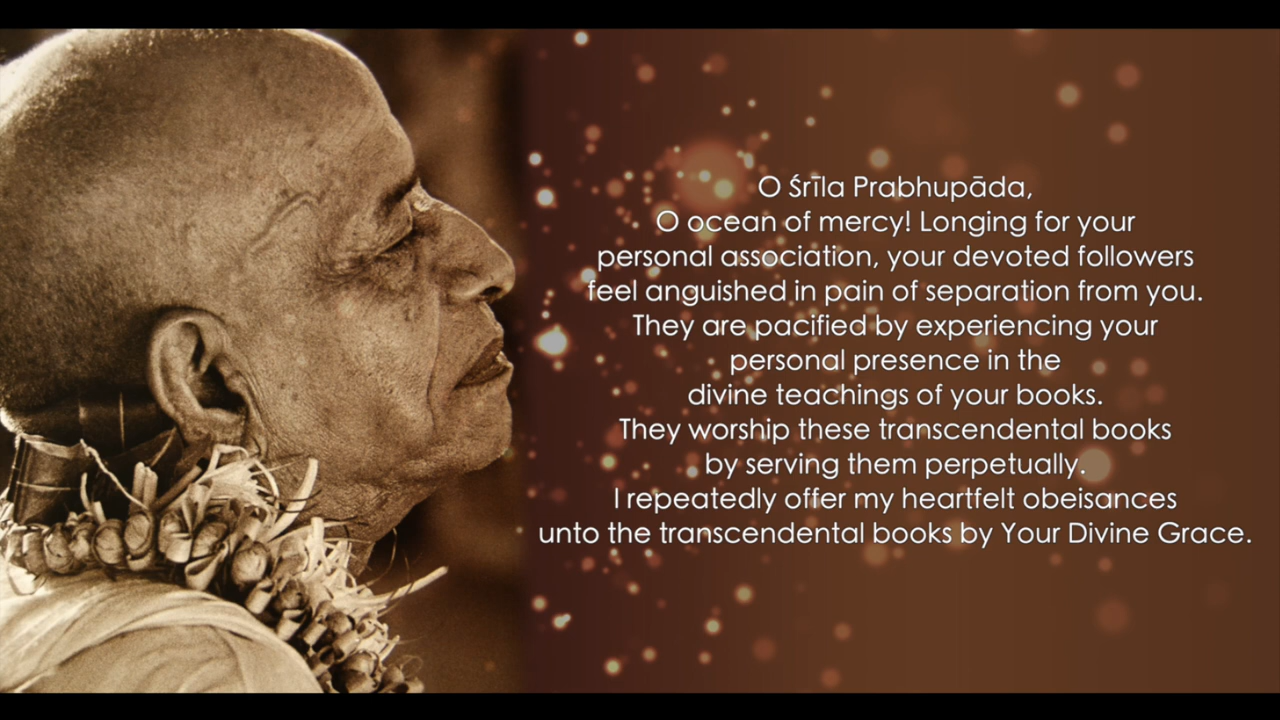 O Śrīla Prabhupāda,
O ocean of mercy! Longing for your
personal association, your devoted followers
feel anguished in pain of separation from you.
They are pacified by experiencing your
personal presence in the
divine teachings of your books.
They worship these transcendental books
by serving them perpetually.
I repeatedly offer my heartfelt obeisances
unto the transcendental books by Your Divine Grace.